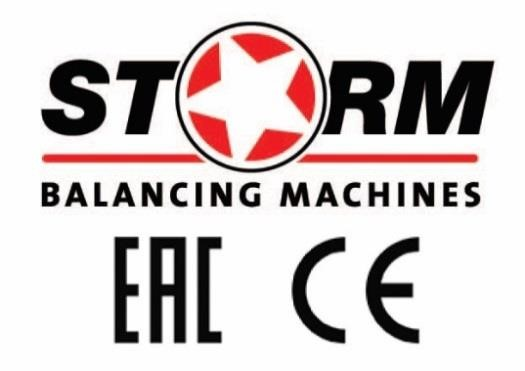 STORM
BALANCING MACHINES
EAC CE